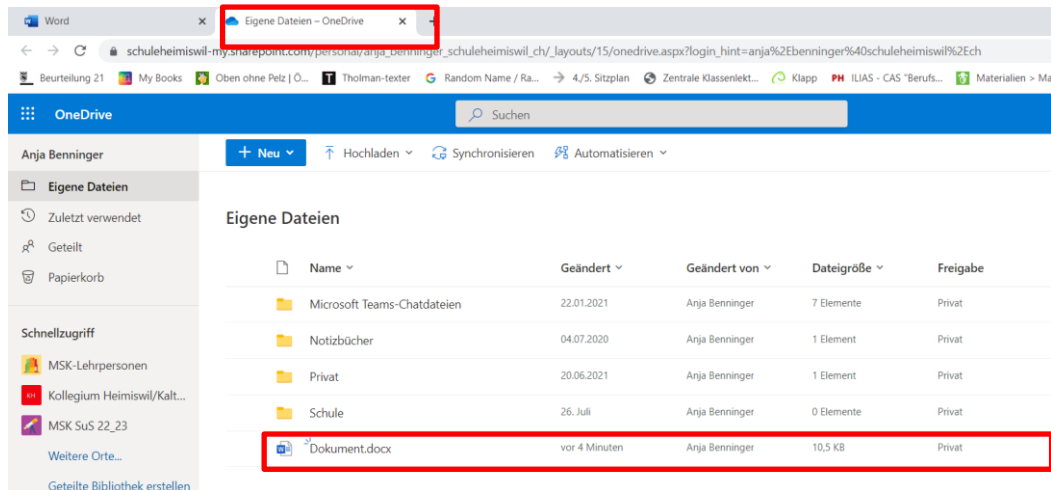 Word
Eigene Dateien – OneDrive
schuleheimiswil-my.sharepoint.com/personal/anja_benninger_schuleheimiswil_ch/_layouts/15/onedrive.aspx?login_hint=anja%2Ebenninger%40schuleheimiswil%2Ech
Beurteilung 21 My Books Oben ohne Pelz | Ö... Tholman-texter Random Name / Ra... 4./5. Sitzplan Zentrale Klassenlekt... Klapp PH ILIAS - CAS "Berufs... Materialien > Ma
OneDrive
Suchen
Anja Benninger
Neu Hochladen Synchronisieren Automatisieren
Eigene Dateien
Zuletzt verwendet
Geteilt
Papierkorb
Schnellzugriff
MSK-Lehrpersonen
KH Kollegium Heimiswil/Kalt...
MSK SuS 22_23
Weitere Orte...
Geteilte Bibliothek erstellen
Eigene Dateien
Name Geändert Geändert von Dateigröße Freigabe
Microsoft Teams-Chatdateien 22.01.2021 Anja Benninger 7 Elemente Privat
Notizbücher 04.07.2020 Anja Benninger 1 Element Privat
Privat 20.06.2021 Anja Benninger 1 Element Privat
Schule 26. Juli Anja Benninger 0 Elemente Privat
Dokument.docx vor 4 Minuten Anja Benninger 10,5 KB Privat